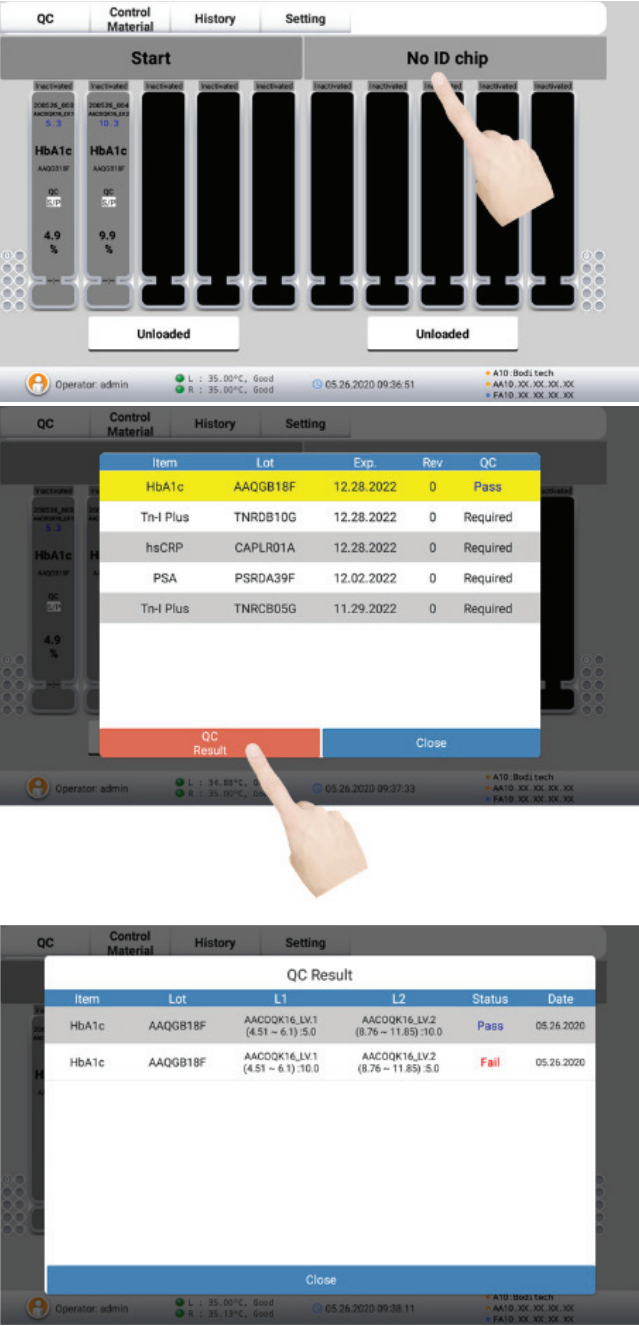 QC
Control
Material
History
Setting
Start
No ID chip
Inactivated Inactivated Inactivated Inactivated Inactivated Inactivated Inactivated Inactivated Inactivated
200526_003 200526_004
5.3 10.3
HbA1c HbA1c
AAQGB18F AAQGB18F
QC QC
S/P S/P
4.9 9.9
% %
Unloaded Unloaded
Operator: admin
L : 35.00°C, Good
R : 35.00°C, Good
05.26.2020 09:36:51
A10:Boditech
AA10.XX.XX.XX.XX
FA10.XX.XX.XX.XX
QC
Control
Material
History
Setting
Item Lot Exp. Rev QC
HbA1c AAQGB18F 12.28.2022 0 Pass
Tn-I Plus TNRDB10G 12.28.2022 0 Required
hsCRP CAPLR01A 12.28.2022 0 Required
PSA PSRDA39F 12.02.2022 0 Required
Tn-I Plus TNRCB05G 11.29.2022 0 Required
Inactivated
5.3
HbA1c
AAQGB18F
QC
S/P
4.9
%
QC
Result
Close
Operator: admin
L : 34.88°C,
R : 35.00°C,
05.26.2020 09:37:33
A10:Boditech
AA10.XX.XX.XX.XX
FA10.XX.XX.XX.XX
QC
Control
Material
History
Setting
QC Result
Item Lot L1 L2 Status Date
HbA1c AAQGB18F AACOQK16_LV.1 AACOQK16_LV.2 Pass 05.26.2020
(4.51 ~ 6.1) :5.0 (8.76 ~ 11.85) :10.0
HbA1c AAQGB18F AACOQK16_LV.1 AACOQK16_LV.2 Fail 05.26.2020
(4.51 ~ 6.1) :10.0 (8.76 ~ 11.85) :5.0
Close
Operator: admin
L : 35.00°C, Good
R : 35.13°C, Good
05.26.2020 09:38:11
A10:Boditech
AA10.XX.XX.XX.XX
FA10.XX.XX.XX.XX